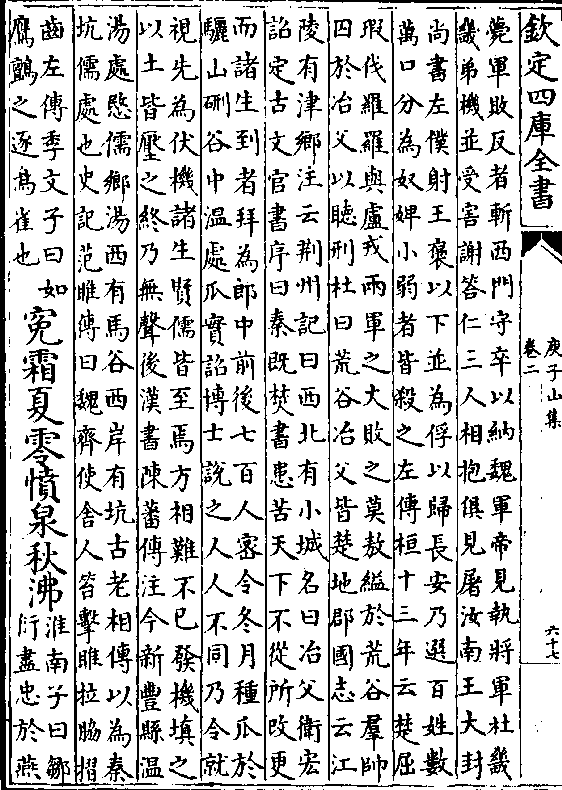 欽定四庫全書
庾子山集
卷二
六十七
甍軍敗反者斬西門守卒以納魏軍帝見執將軍杜畿
畿弟機並受害謝答仁三人相抱俱見屠汝南王大封
尚書左僕射王褒以下並為俘以歸長安乃選百姓數
萬口分為奴婢小弱者皆殺之左傳桓十三年云楚屈
瑕伐羅羅與盧戎兩軍之大敗之莫敖縊於荒谷羣帥
囚於冶父以聽刑杜曰荒谷冶父皆楚地郡國志云江
陵有津鄉注云荆州記曰西北有小城名曰冶父衛宏
詔定古文官書序曰秦既焚書患苦天下不從所改更
而諸生到者拜為郎中前後七百人密令冬月種瓜於
驪山硎谷中溫處瓜實詔博士說之人人不同乃令就
視先為伏機諸生賢儒皆至焉方相難不已發機填之
以土皆壓之終乃無聲後漢書陳蕃傳注今新豐縣溫
湯處愍儒鄉湯西有馬谷西岸有坑古老相傳以為秦
坑儒處也史記范雎傳曰魏齊使舍人笞擊雎拉脇摺
齒左傳季文子曰如
鷹鸇之逐鳥雀也
冤霜夏零憤泉秋沸
淮南子曰鄒
衍盡忠於燕